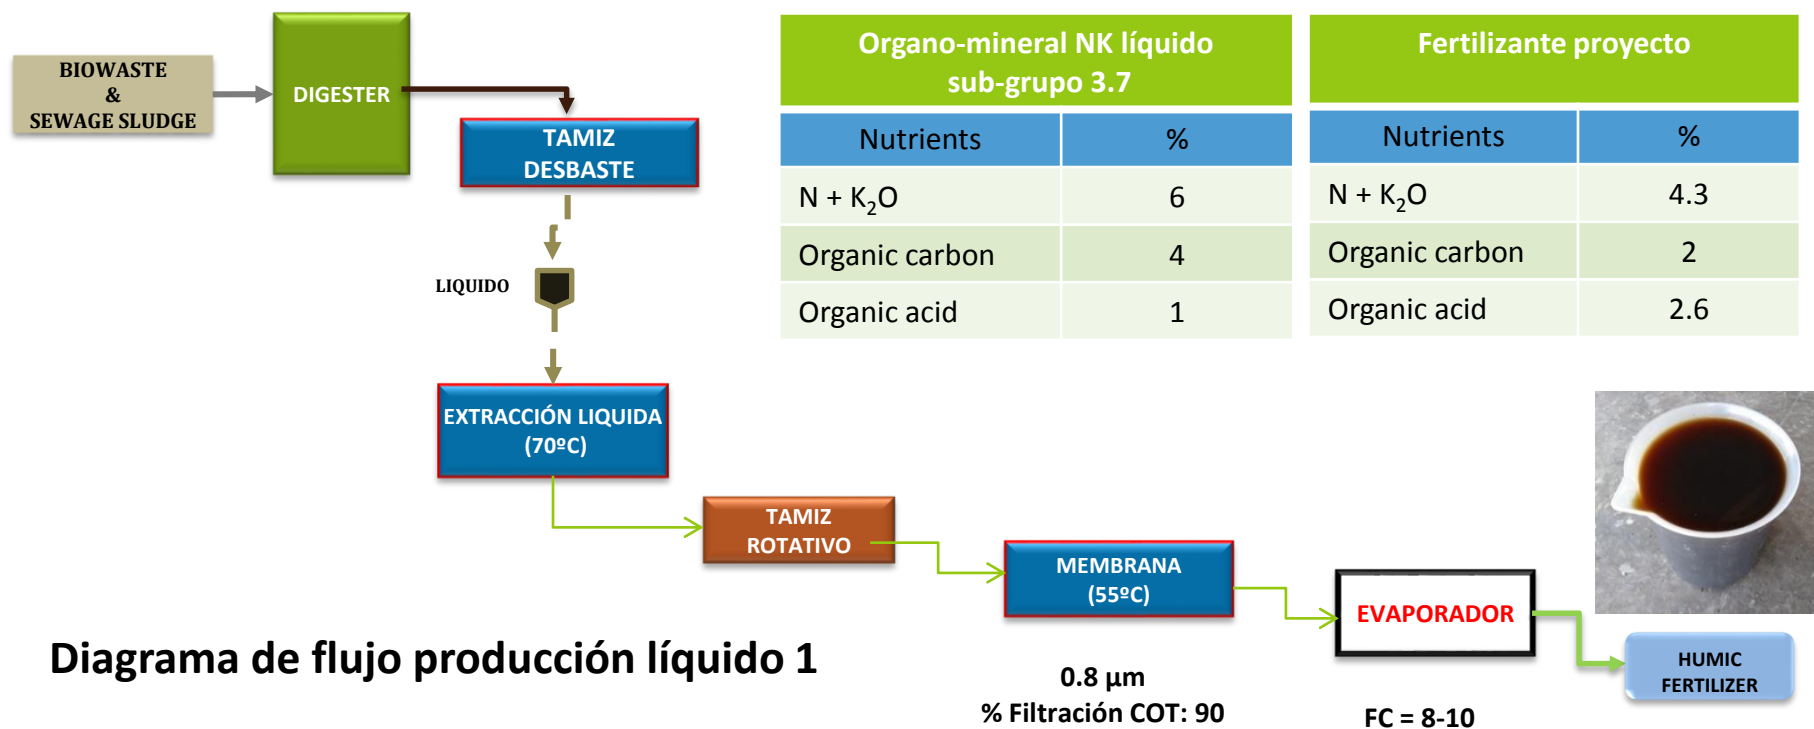 BIOWASTE
&
SEWAGE SLUDGE
DIGESTER
TAMIZ
DESBASTE
LIQUIDO
EXTRACCIÓN LIQUIDA
(70ºC)
TAMIZ
ROTATIVO
MEMBRANA
(55ºC)
0.8 µm
% Filtración COT: 90
EVAPORADOR
FC = 8-10
HUMIC
FERTILIZER
Organo-mineral NK líquido
sub-grupo 3.7
Nutrients %
N + K₂O 6
Organic carbon 4
Organic acid 1
Fertilizante proyecto
Nutrients %
N + K₂O 4.3
Organic carbon 2
Organic acid 2.6
Diagrama de flujo producción líquido 1